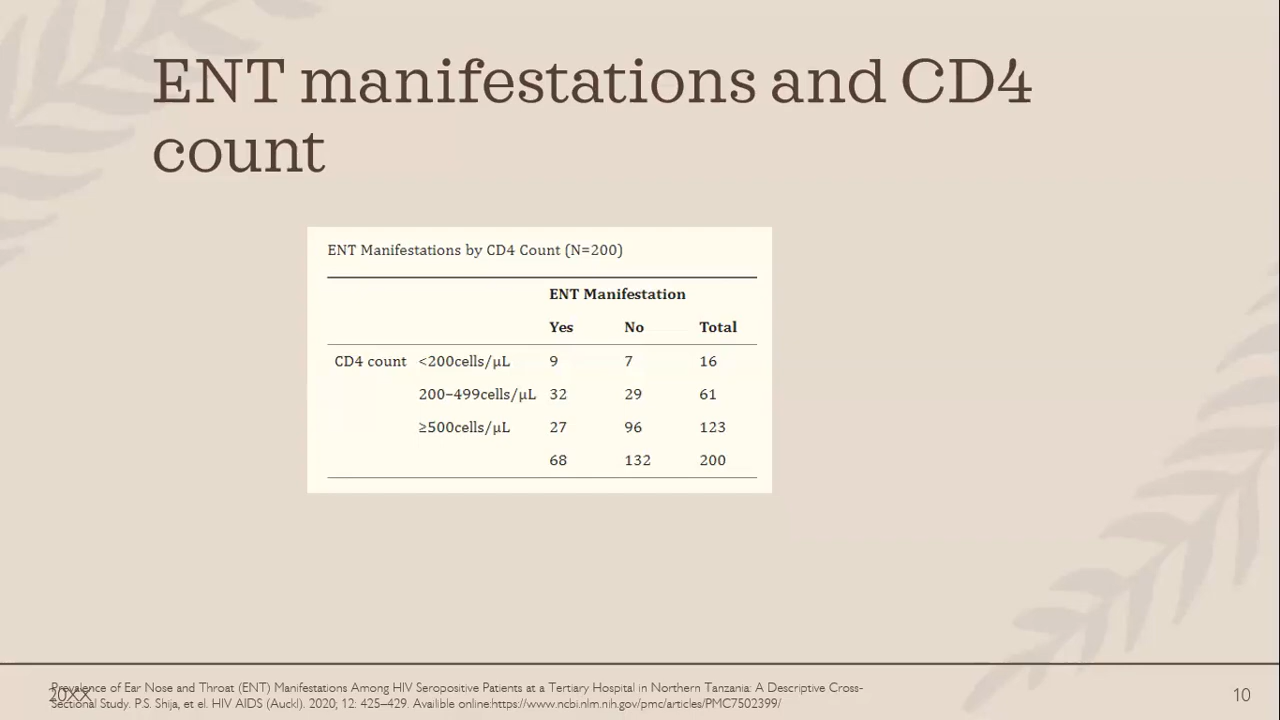 ENT manifestations and CD4
count
ENT Manifestations by CD4 Count (N=200)
ENT Manifestation
Yes No Total
CD4 count <200cells/μL 9 7 16
200–499cells/μL 32 29 61
≥500cells/μL 27 96 123
68 132 200
Prevalence of Ear Nose and Throat (ENT) Manifestations Among HIV Seropositive Patients at a Tertiary Hospital in Northern Tanzania: A Descriptive Cross-
Sectional Study. P.S. Shija, et el. HIV AIDS (Auckl). 2020; 12: 425–429. Availible online:https://www.ncbi.nlm.nih.gov/pmc/articles/PMC7502399/
20XX
10